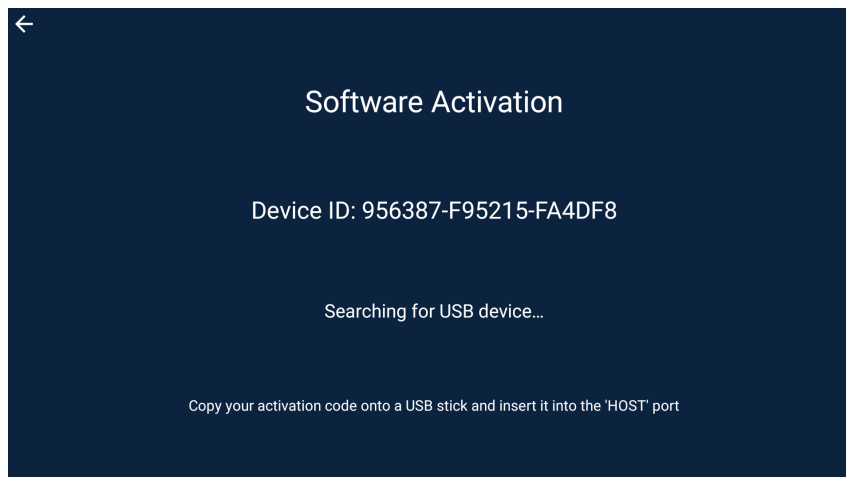 Software Activation
Device ID: 956387-F95215-FA4DF8
Searching for USB device...
Copy your activation code onto a USB stick and insert it into the 'HOST' port